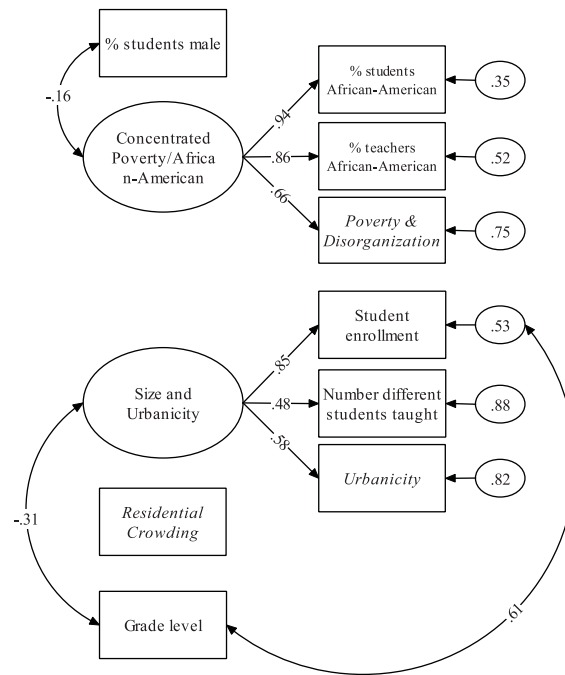 % students male
-.16
% students
African-American
.35
.94
Concentrated
Poverty/Africa
n-American
.86
% teachers
African-American
.52
.66
Poverty &
Disorganization
.75
Student
enrollment
.53
.85
Size and
Urbanicity
.48
Number different
students taught
.88
.58
Urbanicity
.82
-.31
Residential
Crowding
Grade level
.61